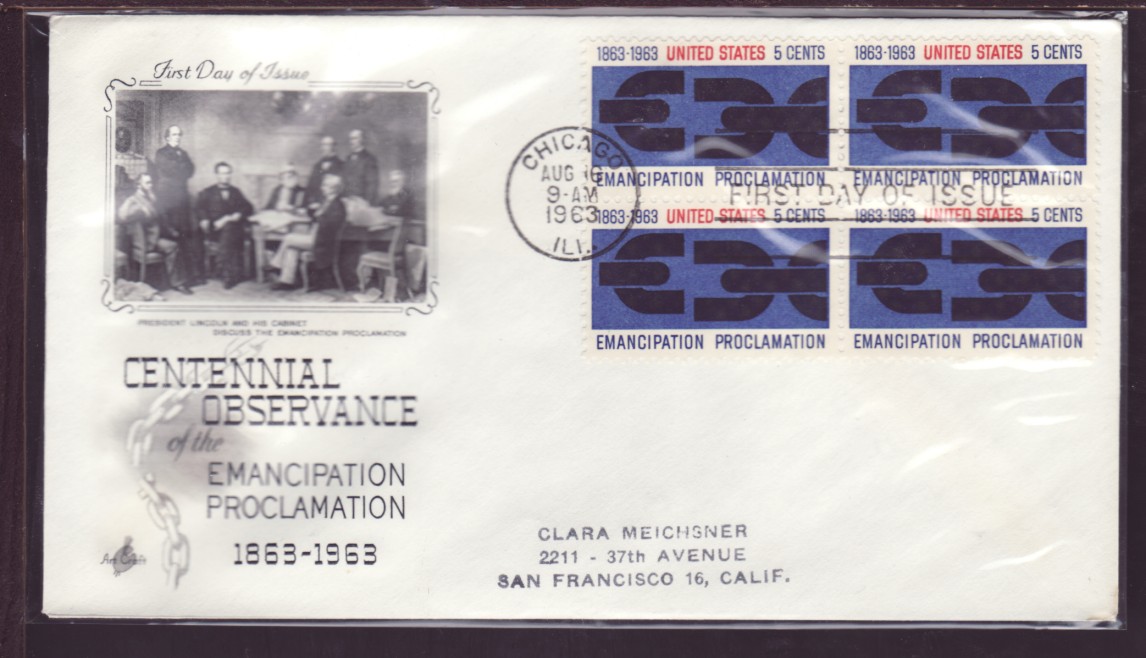 First Day of Issue
PRESIDENT LINCOLN AND HIS CABINET
DISCUSS THE EMANCIPATION PROCLAMATION
CENTENNIAL
OBSERVANCE
of the
EMANCIPATION
PROCLAMATION
1863-1963
Art Craft
CHICAGO
AUG 16
9-AM
1963
ILL.
FIRST DAY OF ISSUE
1863-1963 UNITED STATES 5 CENTS
EMANCIPATION PROCLAMATION
1863-1963 UNITED STATES 5 CENTS
EMANCIPATION PROCLAMATION
1863-1963 UNITED STATES 5 CENTS
EMANCIPATION PROCLAMATION
1863-1963 UNITED STATES 5 CENTS
EMANCIPATION PROCLAMATION
CLARA MEICHSNER
2211 - 37th AVENUE
SAN FRANCISCO 16, CALIF.